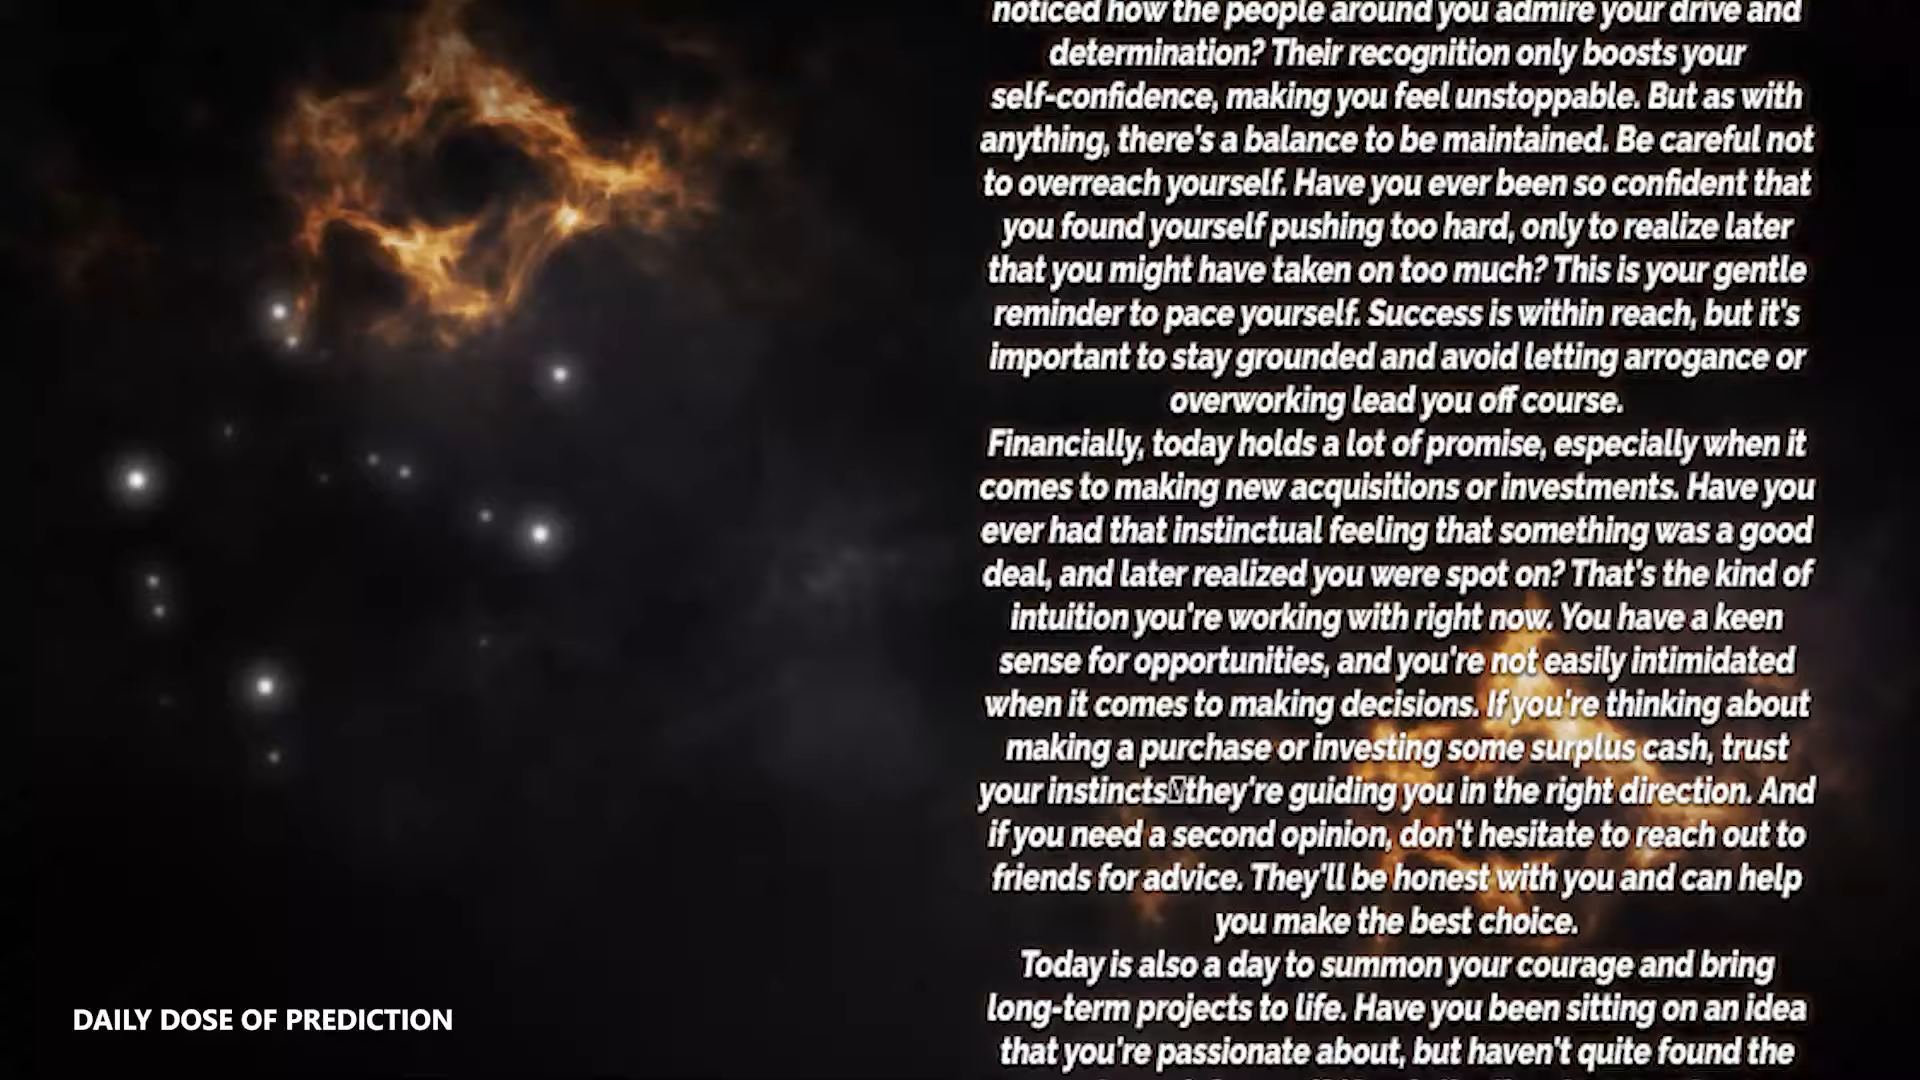 noticed how the people around you admire your drive and
determination? Their recognition only boosts your
self-confidence, making you feel unstoppable. But as with
anything, there's a balance to be maintained. Be careful not
to overreach yourself. Have you ever been so confident that
you found yourself pushing too hard, only to realize later
that you might have taken on too much? This is your gentle
reminder to pace yourself. Success is within reach, but it's
important to stay grounded and avoid letting arrogance or
overworking lead you off course.
Financially, today holds a lot of promise, especially when it
comes to making new acquisitions or investments. Have you
ever had that instinctual feeling that something was a good
deal, and later realized you were spot on? That's the kind of
intuition you're working with right now. You have a keen
sense for opportunities, and you're not easily intimidated
when it comes to making decisions. If you're thinking about
making a purchase or investing some surplus cash, trust
your instincts they're guiding you in the right direction. And
if you need a second opinion, don't hesitate to reach out to
friends for advice. They'll be honest with you and can help
you make the best choice.
Today is also a day to summon your courage and bring
long-term projects to life. Have you been sitting on an idea
that you're passionate about, but haven't quite found the
DAILY DOSE OF PREDICTION